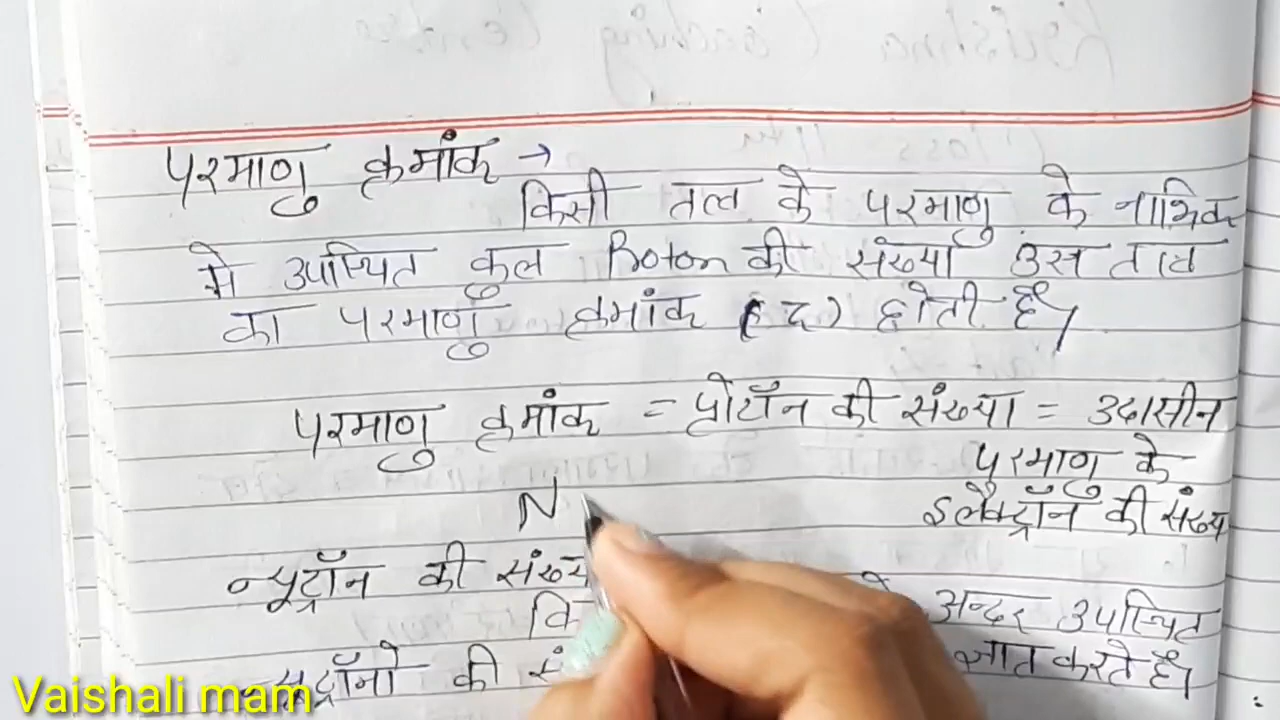 परमाणु क्रमांक →
किसी तत्व के परमाणु के नाभिक
मे उपस्थित कुल Proton की संख्या उस तत्व
का परमाणु क्रमांक होती है।
परमाणु क्रमांक = प्रोटॉन की संख्या = उदासीन
परमाणु के
इलेक्ट्रॉन की संख्य
N
न्यूट्रॉन की संख्य
कि अन्दर उपस्थित
न्यूट्रॉनो की सं ज्ञात करते है।
Vaishali mam